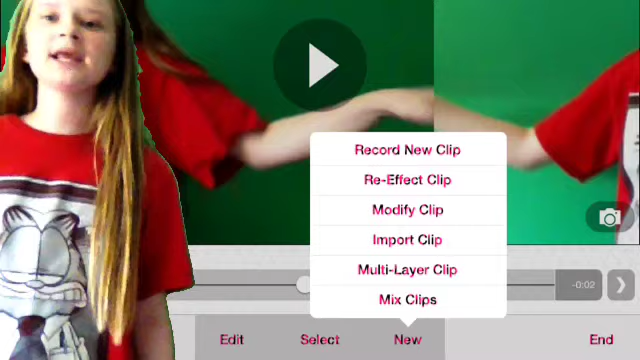 Record New Clip
Re-Effect Clip
Modify Clip
Import Clip
Multi-Layer Clip
Mix Clips
-0:02
Edit
Select
New
End